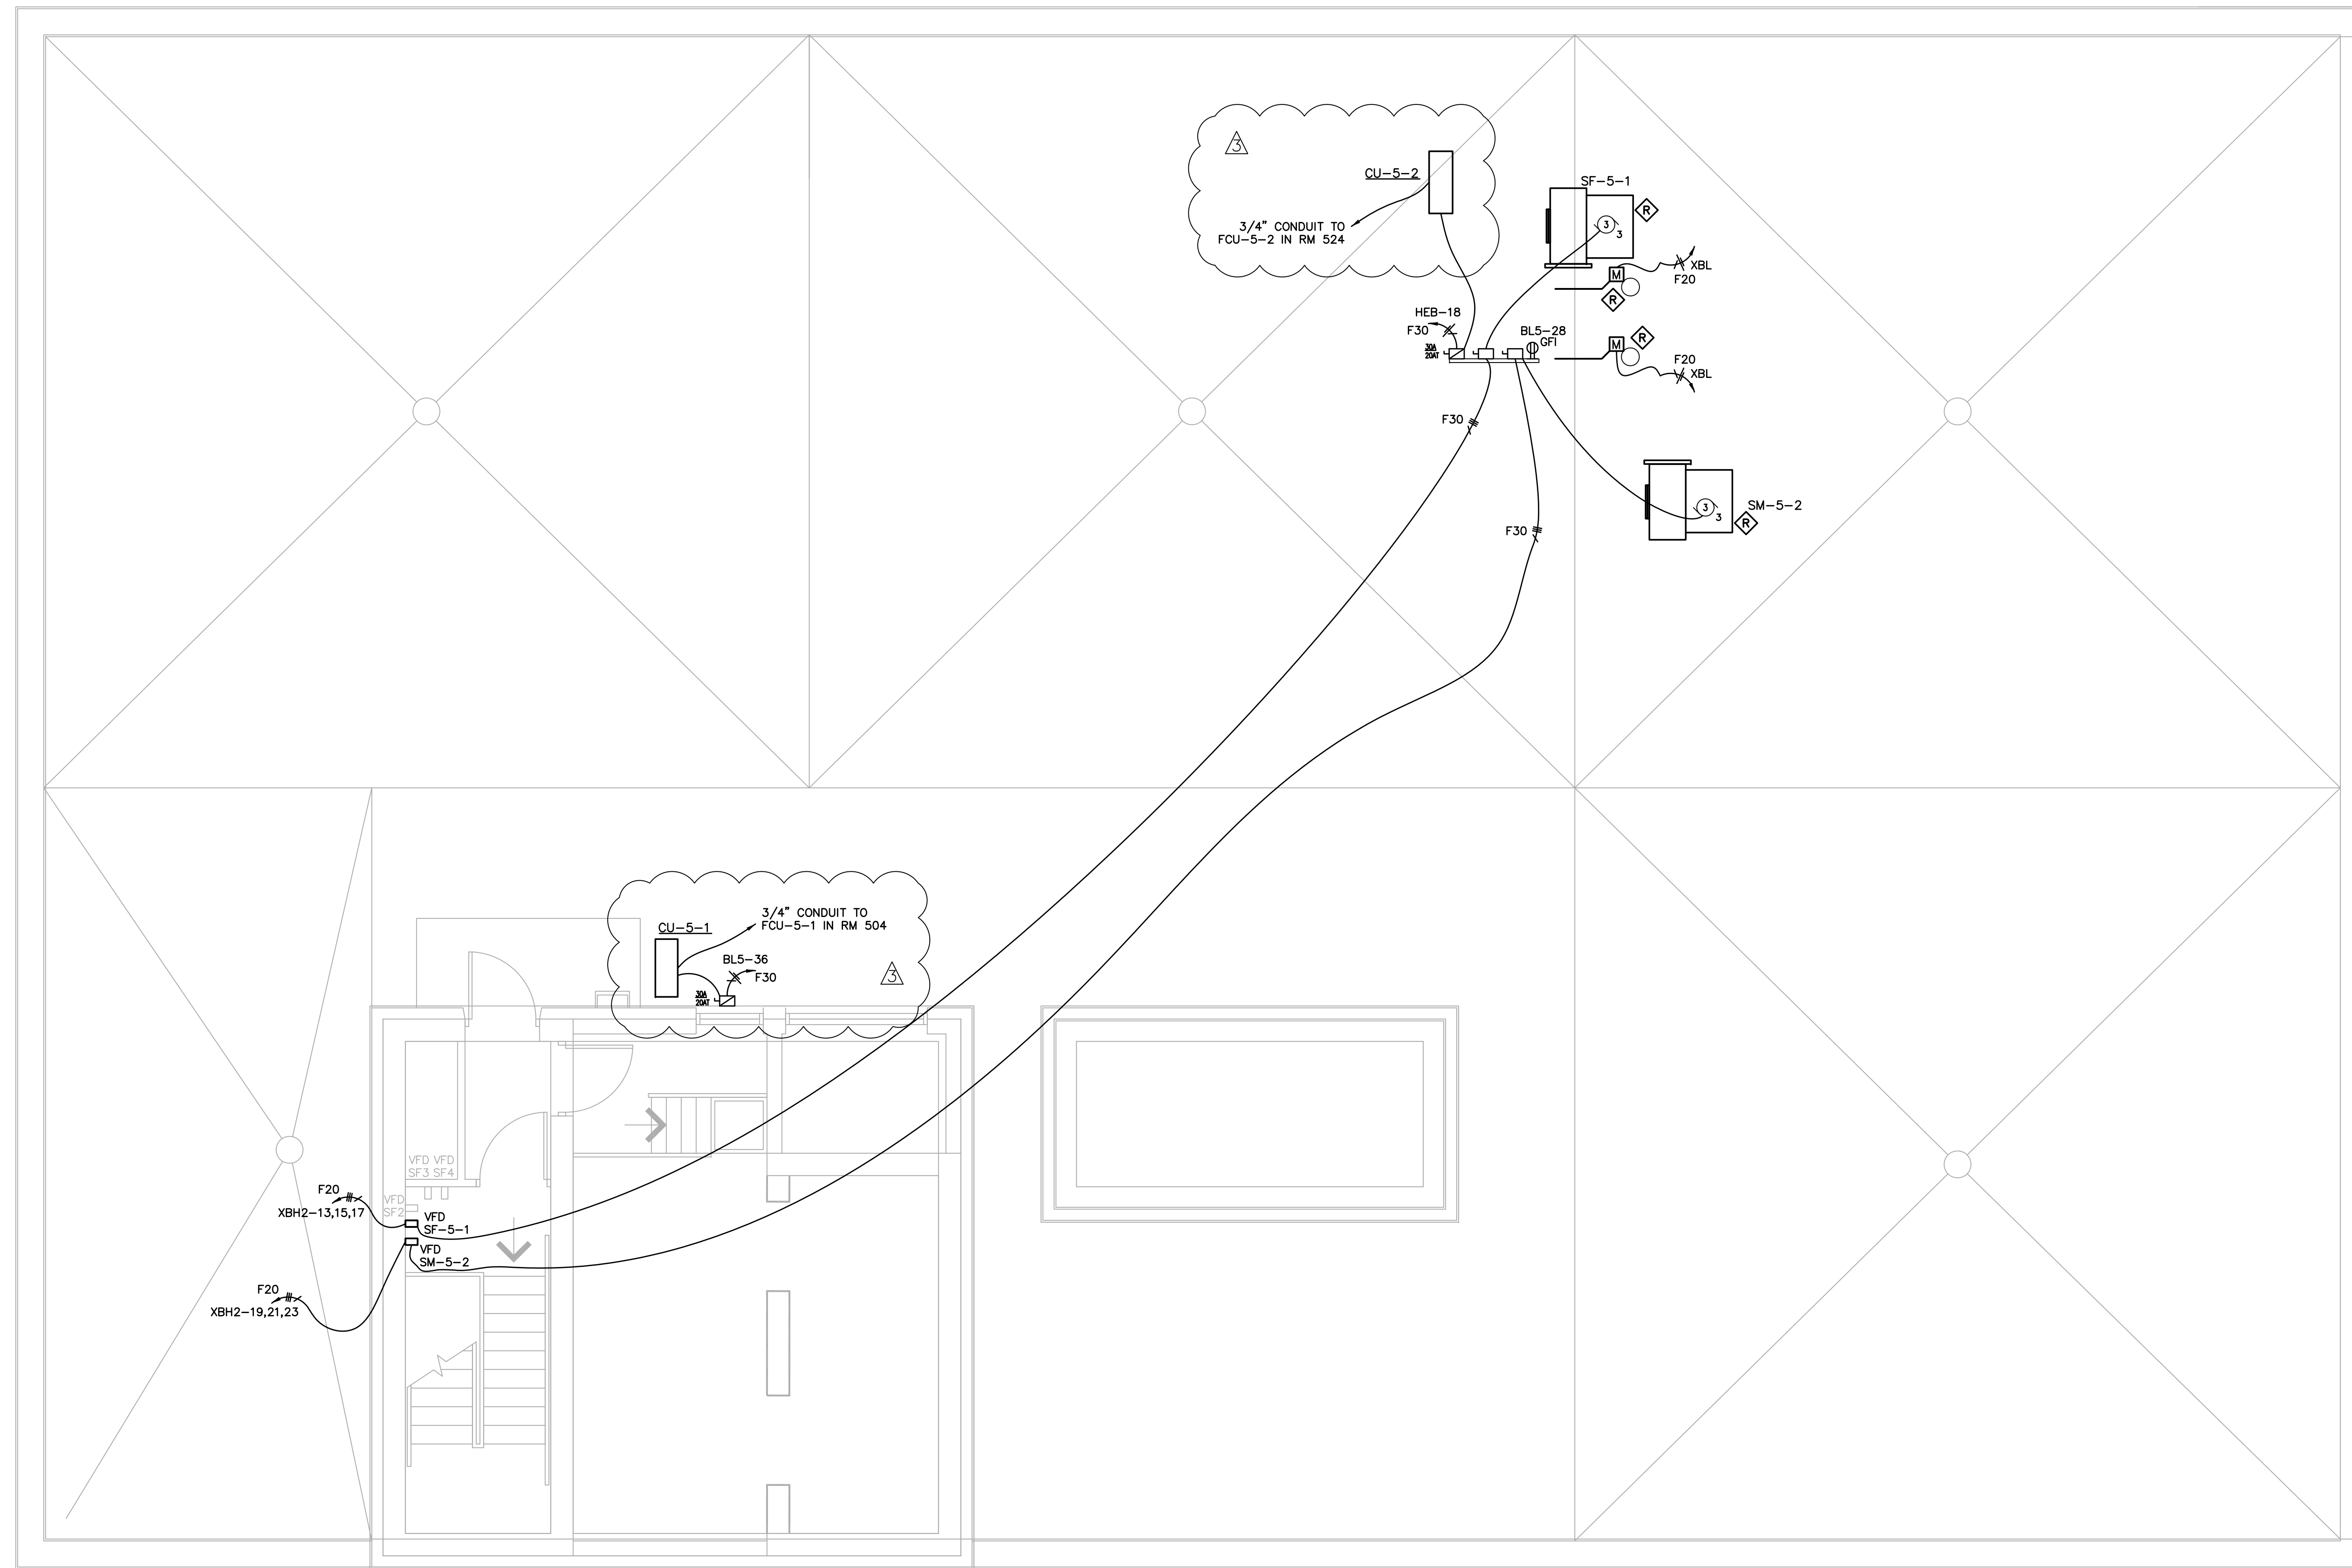 3
CU-5-2
3/4" CONDUIT TO
FCU-5-2 IN RM 524
SF-5-1
R
3
3
M
XBL
F20
R
HEB-18
F30
30A
20AT
BL5-28
GFI
M
R
F20
XBL
F30
F30
3
3
SM-5-2
R
CU-5-1
3/4" CONDUIT TO
FCU-5-1 IN RM 504
BL5-36
F30
30A
20AT
3
VFD VFD
SF3 SF4
F20
XBH2-13,15,17
VFD
SF2
VFD
SF-5-1
VFD
SM-5-2
F20
XBH2-19,21,23